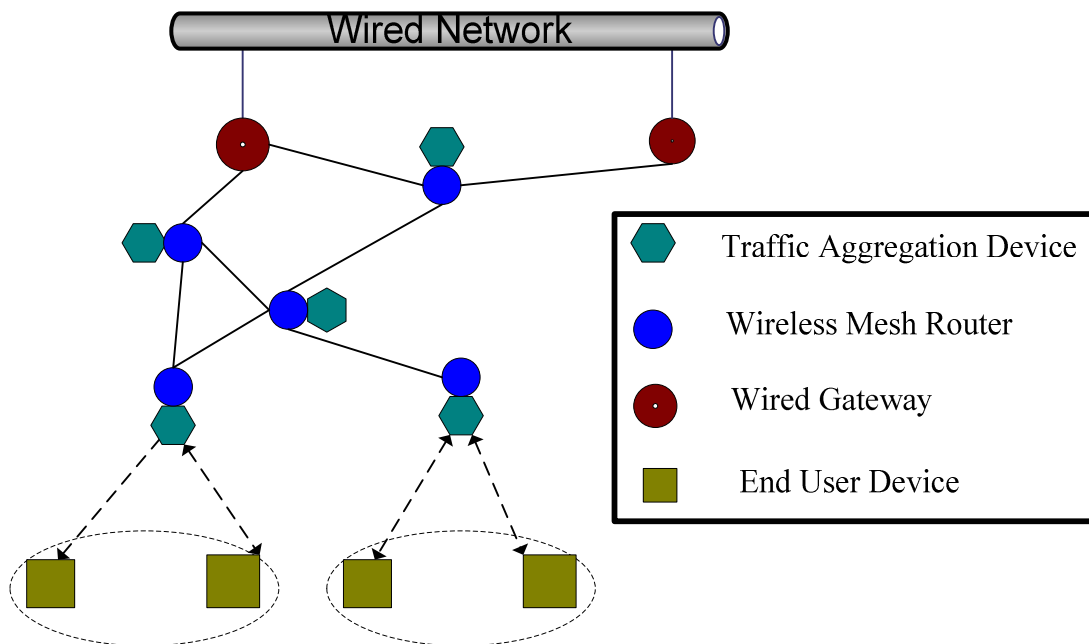 Wired Network
Traffic Aggregation Device
Wireless Mesh Router
Wired Gateway
End User Device